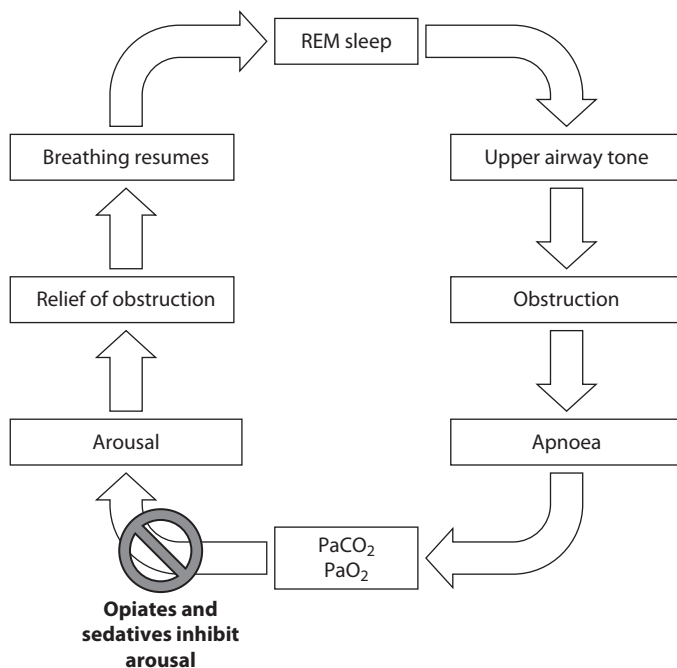 REM sleep
Upper airway tone
Obstruction
Apnoea
PaCO₂
PaO₂
Opiates and
sedatives inhibit
arousal
Arousal
Relief of obstruction
Breathing resumes